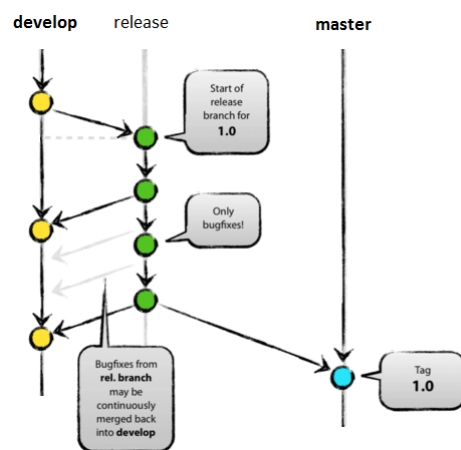 develop release master
Start of
release
branch for
1.0
Only
bugfixes!
Bugfixes from
rel. branch
may be
continuously
merged back
into develop
Tag
1.0